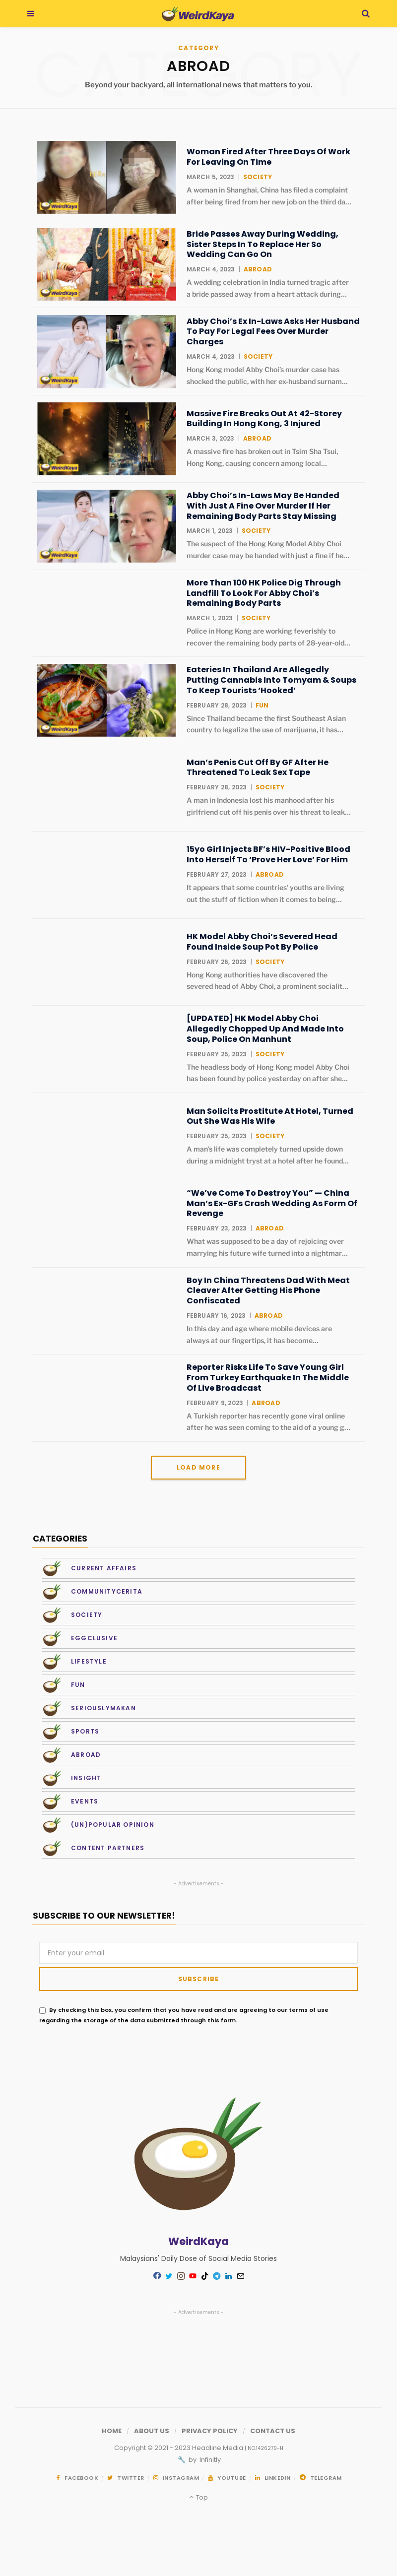 WeirdKaya
CATEGORY
ABROAD
Beyond your backyard, all international news that matters to you.
Woman Fired After Three Days Of Work
For Leaving On Time
MARCH 5, 2023 | SOCIETY
A woman in Shanghai, China has filed a complaint
after being fired from her new job on the third da…
WeirdKaya
Bride Passes Away During Wedding,
Sister Steps In To Replace Her So
Wedding Can Go On
MARCH 4, 2023 | ABROAD
A wedding celebration in India turned tragic after
a bride passed away from a heart attack during…
WeirdKaya
Abby Choi’s Ex In-Laws Asks Her Husband
To Pay For Legal Fees Over Murder
Charges
MARCH 4, 2023 | SOCIETY
Hong Kong model Abby Choi’s murder case has
shocked the public, with her ex-husband surnam…
WeirdKaya
Massive Fire Breaks Out At 42-Storey
Building In Hong Kong, 3 Injured
MARCH 3, 2023 | ABROAD
A massive fire has broken out in Tsim Sha Tsui,
Hong Kong, causing concern among local…
WeirdKaya
Abby Choi’s In-Laws May Be Handed
With Just A Fine Over Murder If Her
Remaining Body Parts Stay Missing
MARCH 1, 2023 | SOCIETY
The suspect of the Hong Kong Model Abby Choi
murder case may be handed with just a fine if he…
WeirdKaya
More Than 100 HK Police Dig Through
Landfill To Look For Abby Choi’s
Remaining Body Parts
MARCH 1, 2023 | SOCIETY
Police in Hong Kong are working feverishly to
recover the remaining body parts of 28-year-old…
Eateries In Thailand Are Allegedly
Putting Cannabis Into Tomyam & Soups
To Keep Tourists ‘Hooked’
FEBRUARY 28, 2023 | FUN
Since Thailand became the first Southeast Asian
country to legalize the use of marijuana, it has…
WeirdKaya
Man’s Penis Cut Off By GF After He
Threatened To Leak Sex Tape
FEBRUARY 28, 2023 | SOCIETY
A man in Indonesia lost his manhood after his
girlfriend cut off his penis over his threat to leak…
15yo Girl Injects BF’s HIV-Positive Blood
Into Herself To ‘Prove Her Love’ For Him
FEBRUARY 27, 2023 | ABROAD
It appears that some countries’ youths are living
out the stuff of fiction when it comes to being…
HK Model Abby Choi’s Severed Head
Found Inside Soup Pot By Police
FEBRUARY 26, 2023 | SOCIETY
Hong Kong authorities have discovered the
severed head of Abby Choi, a prominent socialit…
[UPDATED] HK Model Abby Choi
Allegedly Chopped Up And Made Into
Soup, Police On Manhunt
FEBRUARY 25, 2023 | SOCIETY
The headless body of Hong Kong model Abby Choi
has been found by police yesterday on after she…
Man Solicits Prostitute At Hotel, Turned
Out She Was His Wife
FEBRUARY 25, 2023 | SOCIETY
A man’s life was completely turned upside down
during a midnight tryst at a hotel after he found…
“We’ve Come To Destroy You” — China
Man’s Ex-GFs Crash Wedding As Form Of
Revenge
FEBRUARY 23, 2023 | ABROAD
What was supposed to be a day of rejoicing over
marrying his future wife turned into a nightmar…
Boy In China Threatens Dad With Meat
Cleaver After Getting His Phone
Confiscated
FEBRUARY 16, 2023 | ABROAD
In this day and age where mobile devices are
always at our fingertips, it has become…
Reporter Risks Life To Save Young Girl
From Turkey Earthquake In The Middle
Of Live Broadcast
FEBRUARY 9, 2023 | ABROAD
A Turkish reporter has recently gone viral online
after he was seen coming to the aid of a young g…
LOAD MORE
CATEGORIES
CURRENT AFFAIRS
COMMUNITYCERITA
SOCIETY
EGGCLUSIVE
LIFESTYLE
FUN
SERIOUSLYMAKAN
SPORTS
ABROAD
INSIGHT
EVENTS
(UN)POPULAR OPINION
CONTENT PARTNERS
- Advertisements -
SUBSCRIBE TO OUR NEWSLETTER!
Enter your email
SUBSCRIBE
By checking this box, you confirm that you have read and are agreeing to our terms of use
regarding the storage of the data submitted through this form.
WeirdKaya
Malaysians' Daily Dose of Social Media Stories
- Advertisements -
HOME / ABOUT US / PRIVACY POLICY / CONTACT US
Copyright © 2021 - 2023 Headline Media | NO.1426279-H
by Infinitly
FACEBOOK / TWITTER / INSTAGRAM / YOUTUBE / LINKEDIN / TELEGRAM
Top